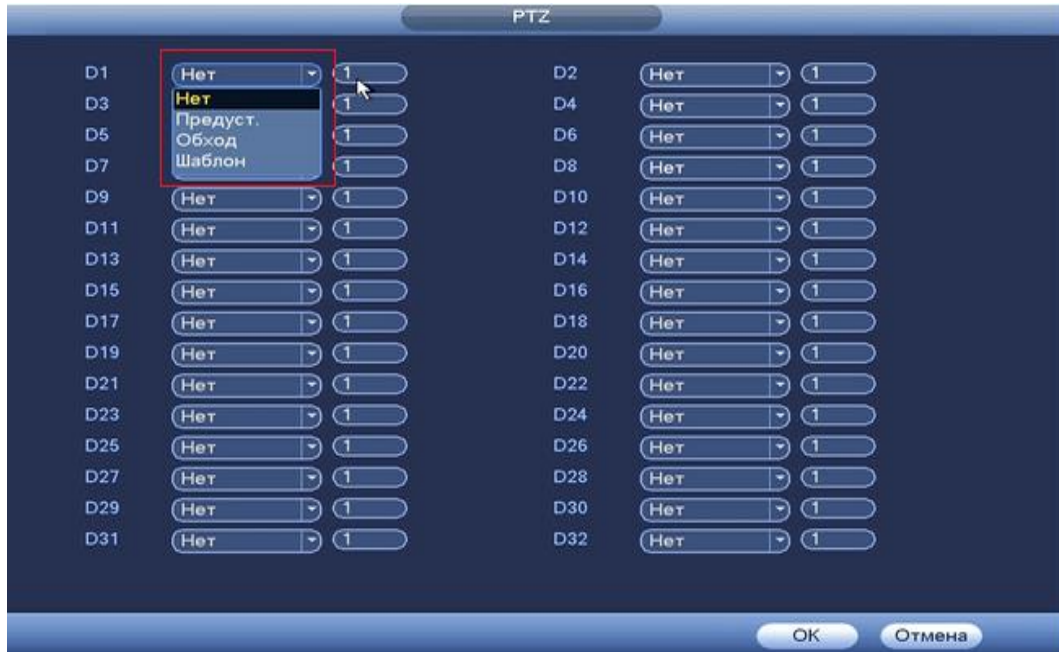 PTZ
D1 Нет 1 D2 Нет 1
Нет
D3 1 D4 Нет 1
Предуст.
D5 Обход 1 D6 Нет 1
D7 Шаблон 1 D8 Нет 1
D9 Нет 1 D10 Нет 1
D11 Нет 1 D12 Нет 1
D13 Нет 1 D14 Нет 1
D15 Нет 1 D16 Нет 1
D17 Нет 1 D18 Нет 1
D19 Нет 1 D20 Нет 1
D21 Нет 1 D22 Нет 1
D23 Нет 1 D24 Нет 1
D25 Нет 1 D26 Нет 1
D27 Нет 1 D28 Нет 1
D29 Нет 1 D30 Нет 1
D31 Нет 1 D32 Нет 1
OK Отмена